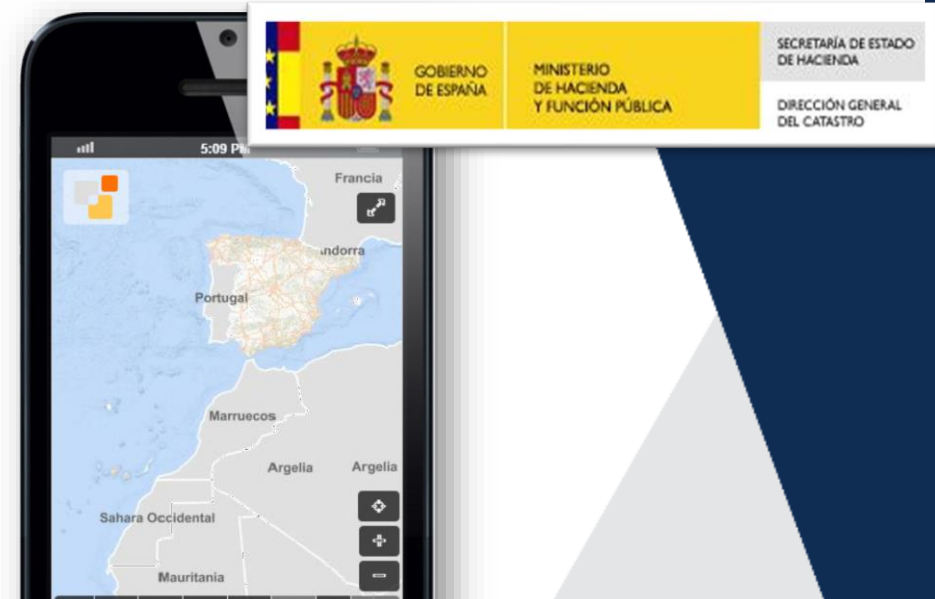 GOBIERNO
DE ESPAÑA
MINISTERIO
DE HACIENDA
Y FUNCIÓN PÚBLICA
SECRETARÍA DE ESTADO
DE HACIENDA
DIRECCIÓN GENERAL
DEL CATASTRO
5:09 P
Francia
ndorra
Portugal
Marruecos
Argelia
Argelia
Sahara Occidental
Mauritania